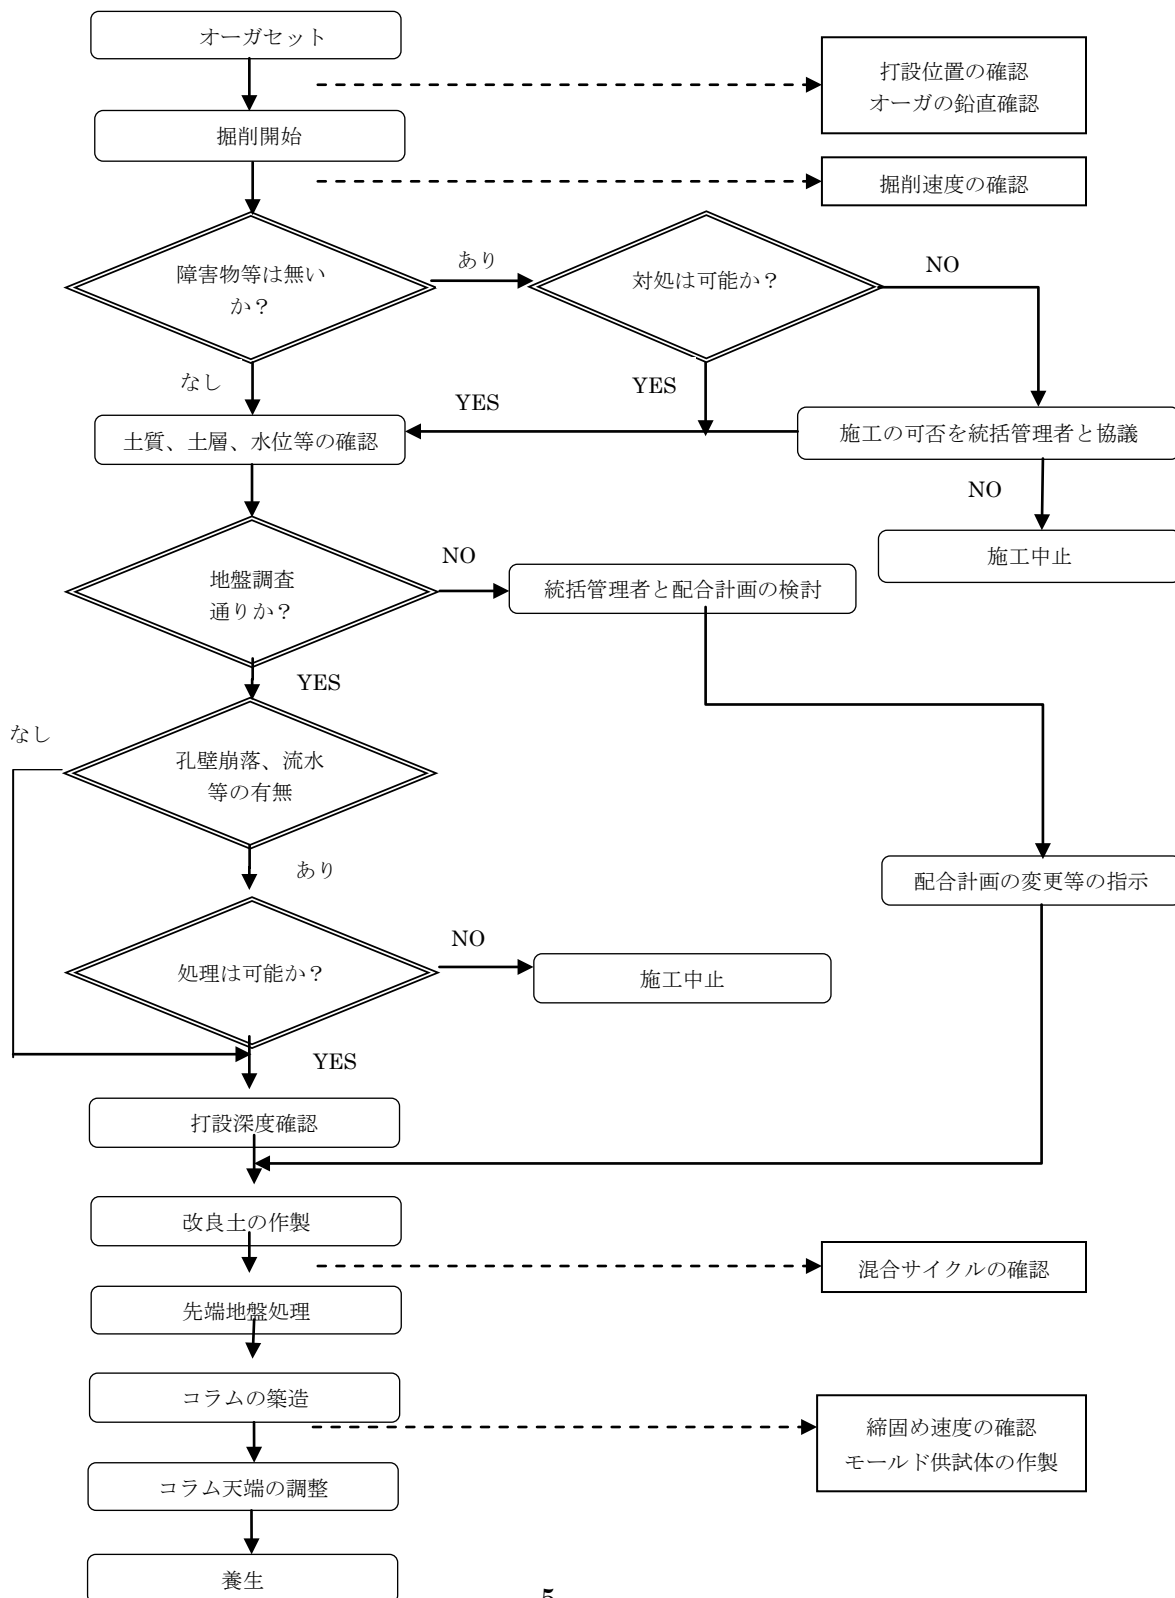 オーガセット
打設位置の確認
オーガの鉛直確認
掘削開始
掘削速度の確認
障害物等は無い
か？
あり
対処は可能か？
NO
なし
YES
YES
土質、土層、水位等の確認
施工の可否を統括管理者と協議
NO
施工中止
地盤調査
通りか？
NO
統括管理者と配合計画の検討
YES
なし
孔壁崩落、流水
等の有無
あり
配合計画の変更等の指示
処理は可能か？
NO
施工中止
YES
打設深度確認
改良土の作製
混合サイクルの確認
先端地盤処理
コラムの築造
締固め速度の確認
モールド供試体の作製
コラム天端の調整
養生
5